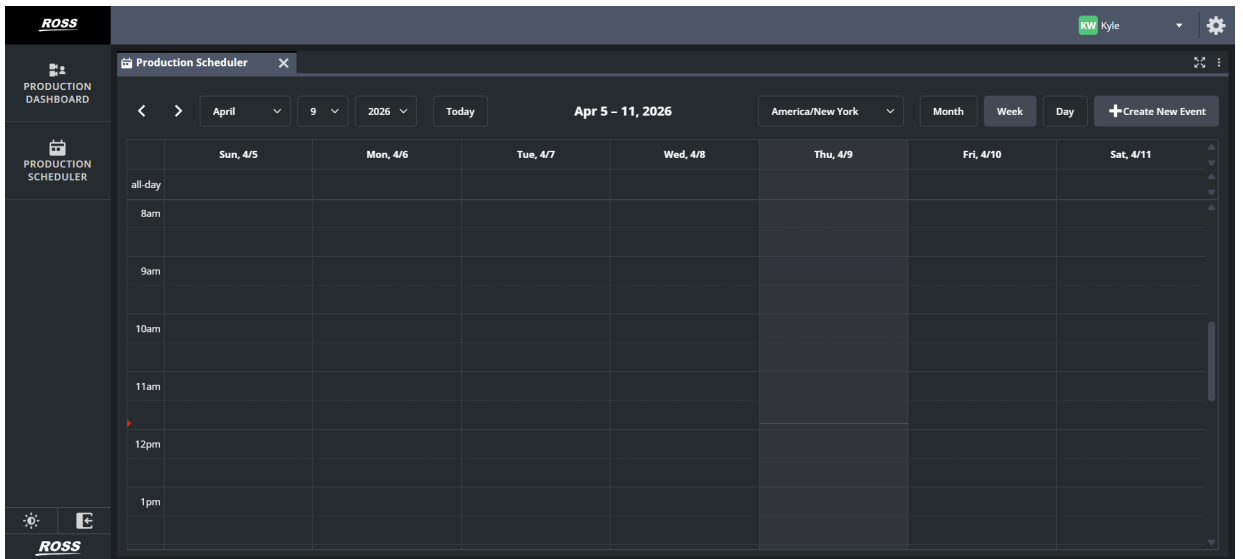 ROSS
KW Kyle
PRODUCTION
DASHBOARD
PRODUCTION
SCHEDULER
Production Scheduler
April 9 2026 Today Apr 5 – 11, 2026 America/New York Month Week Day Create New Event
Sun, 4/5 Mon, 4/6 Tue, 4/7 Wed, 4/8 Thu, 4/9 Fri, 4/10 Sat, 4/11
all-day
8am
9am
10am
11am
12pm
1pm
ROSS